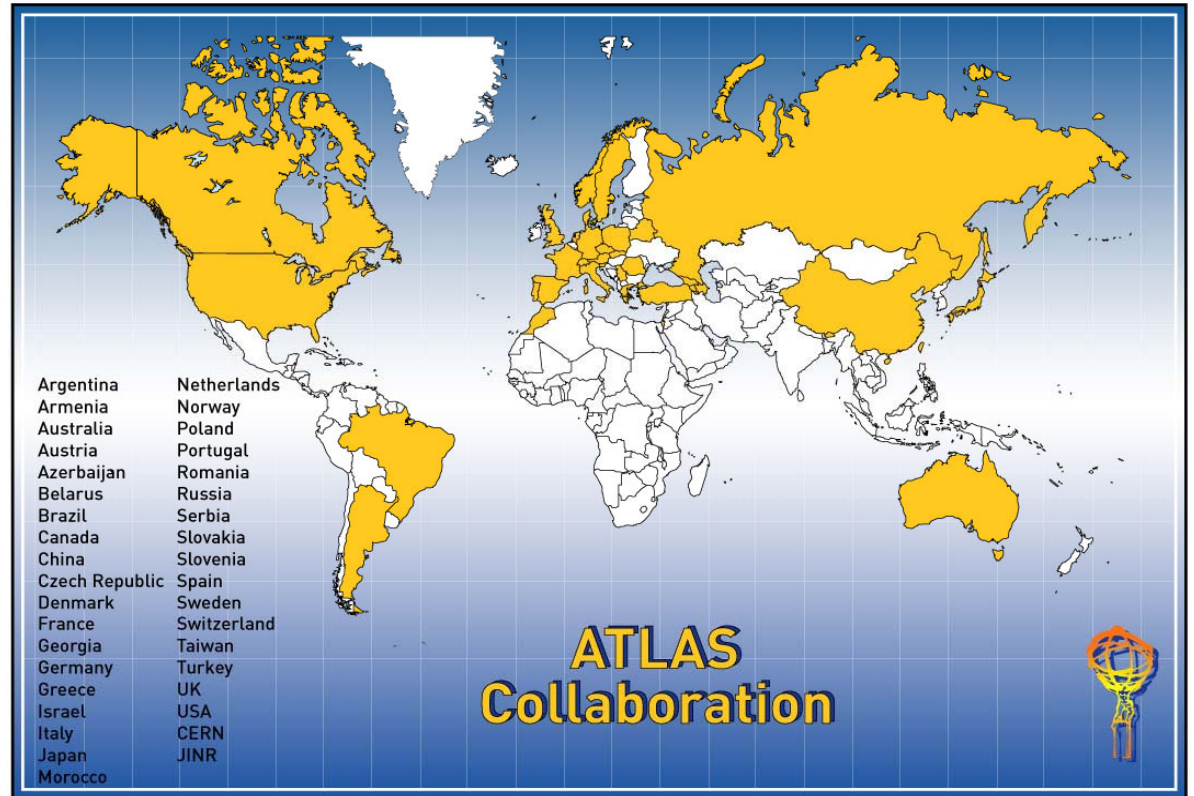 Argentina
Armenia
Australia
Austria
Azerbaijan
Belarus
Brazil
Canada
China
Czech Republic
Denmark
France
Georgia
Germany
Greece
Israel
Italy
Japan
Morocco
Netherlands
Norway
Poland
Portugal
Romania
Russia
Serbia
Slovakia
Slovenia
Spain
Sweden
Switzerland
Taiwan
Turkey
UK
USA
CERN
JINR
ATLAS
Collaboration